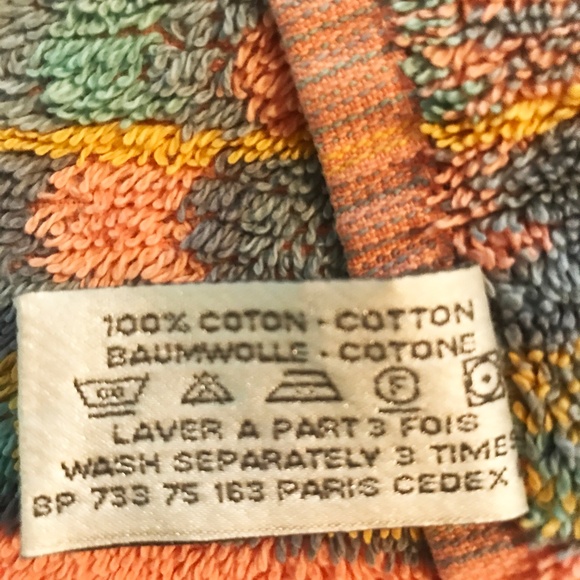 100% COTON - COTTON
BAUMWOLLE - COTONE
F
LAVER A PART 3 FOIS
WASH SEPARATELY 3 TIMES
BP 733 75 163 PARIS CEDEX